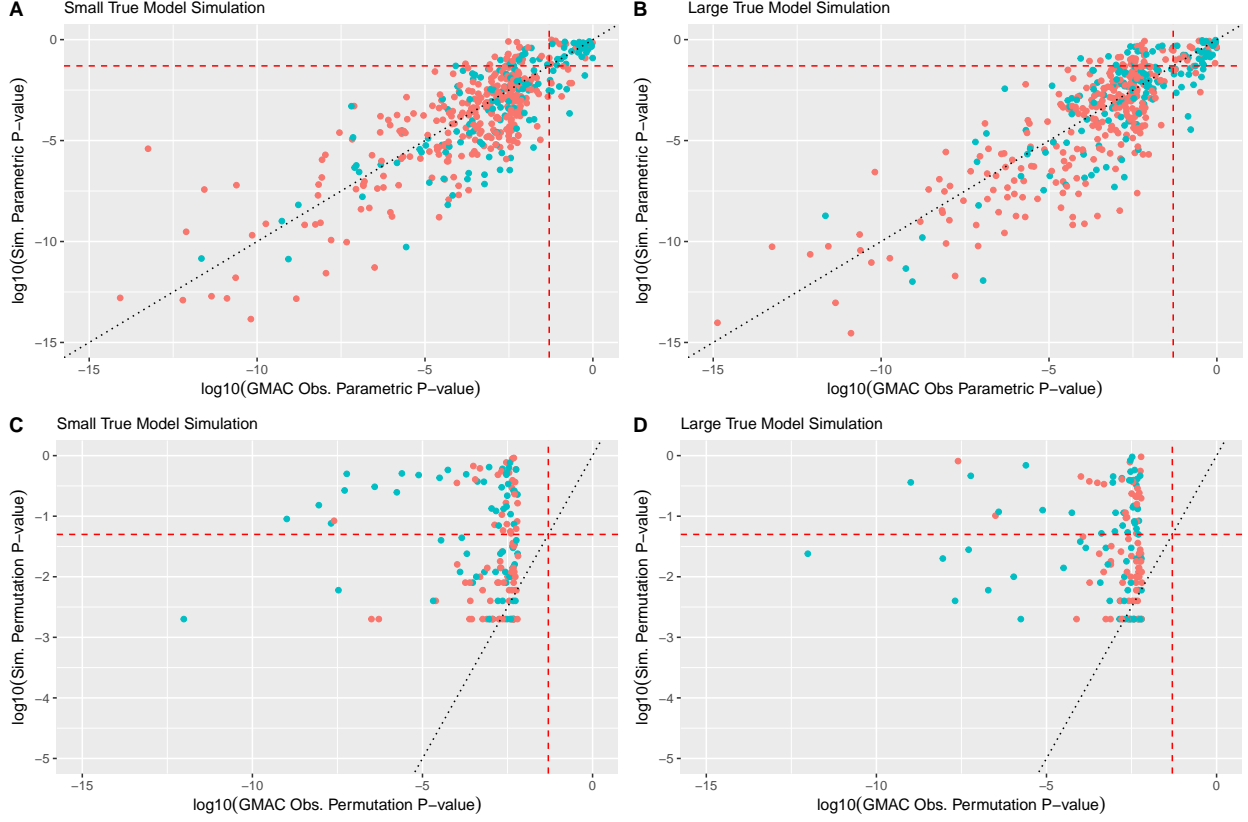 A
Small True Model Simulation
0
−5
−10
−15
log10(Sim. Parametric P−value)
−15
−10
−5
0
log10(GMAC Obs. Parametric P−value)
B
Large True Model Simulation
0
−5
−10
−15
log10(Sim. Parametric P−value)
−15
−10
−5
0
log10(GMAC Obs Parametric P−value)
C
Small True Model Simulation
0
−1
−2
−3
−4
−5
log10(Sim. Permutation P−value)
−15
−10
−5
0
log10(GMAC Obs. Permutation P−value)
D
Large True Model Simulation
0
−1
−2
−3
−4
−5
log10(Sim. Permutation P−value)
−15
−10
−5
0
log10(GMAC Obs. Permutation P−value)